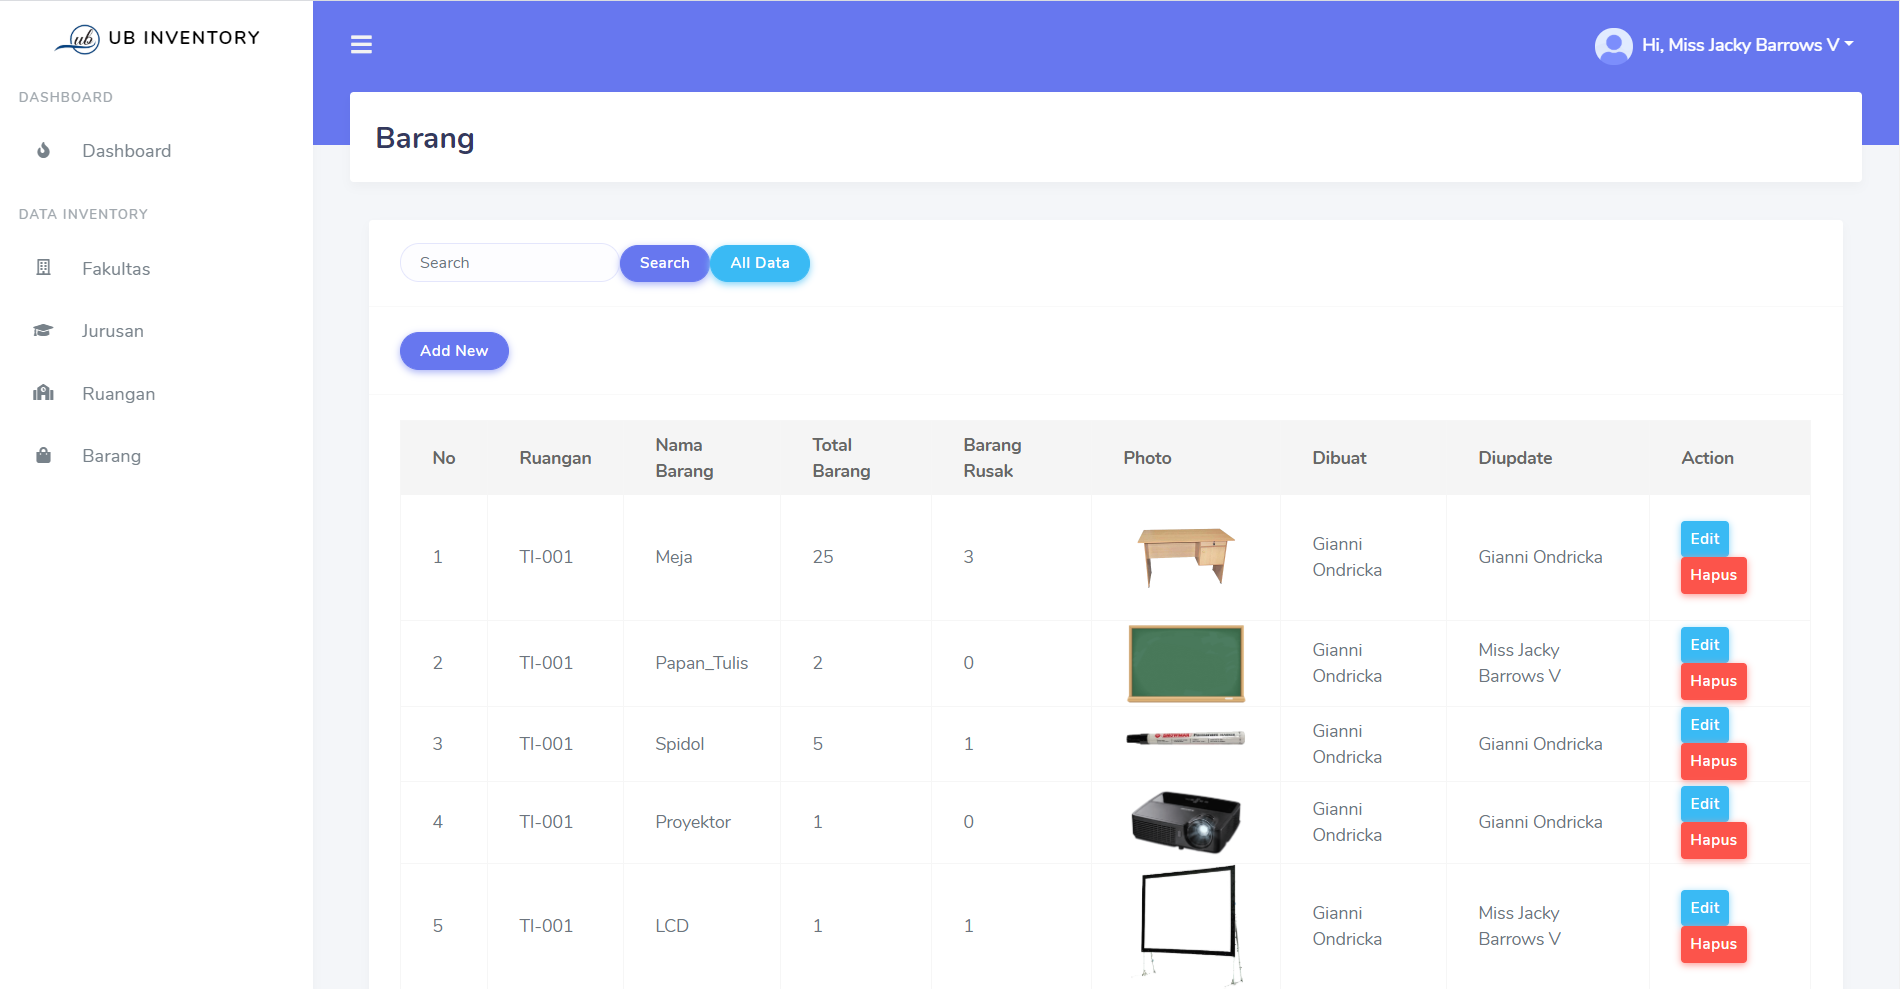 ub UB INVENTORY
Hi, Miss Jacky Barrows V
DASHBOARD
Dashboard
DATA INVENTORY
Fakultas
Jurusan
Ruangan
Barang
Barang
Search Search All Data
Add New
No Ruangan Nama Barang Total Barang Barang Rusak Photo Dibuat Diupdate Action
1 TI-001 Meja 25 3 Gianni Ondricka Gianni Ondricka Edit Hapus
2 TI-001 Papan_Tulis 2 0 Gianni Ondricka Miss Jacky Barrows V Edit Hapus
3 TI-001 Spidol 5 1 SNOWMAN Gianni Ondricka Gianni Ondricka Edit Hapus
4 TI-001 Proyektor 1 0 Gianni Ondricka Gianni Ondricka Edit Hapus
5 TI-001 LCD 1 1 Gianni Ondricka Miss Jacky Barrows V Edit Hapus